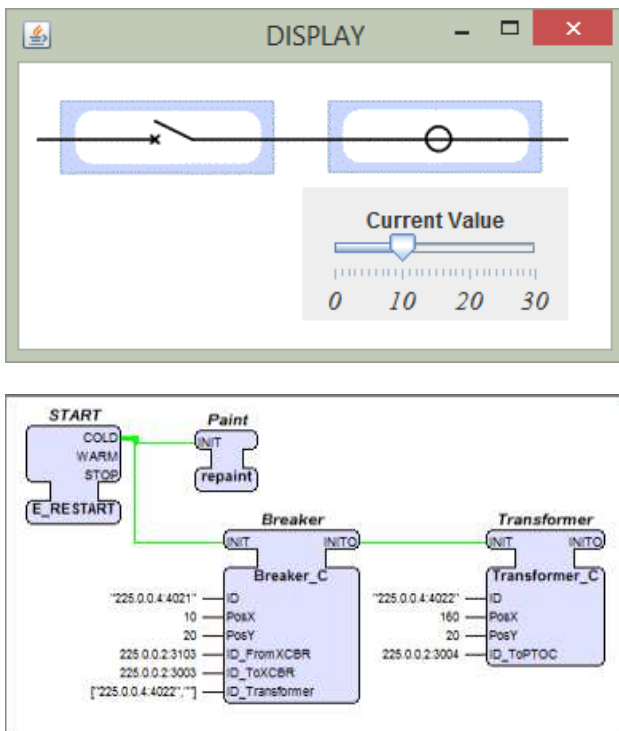 DISPLAY
Current Value
0 10 20 30
START
COLD
WARM
STOP
E_RESTART
Paint
INIT
repaint
Breaker
INIT INITO
Breaker_C
"225.0.0.4:4021" ID
10 PosX
20 PosY
225.0.0.2:3103 ID_FromXCBR
225.0.0.2:3003 ID_ToXCBR
["225.0.0.4:4022",""] ID_Transformer
Transformer
INIT INITO
Transformer_C
"225.0.0.4:4022" ID
160 PosX
20 PosY
225.0.0.2:3004 ID_ToPTOC